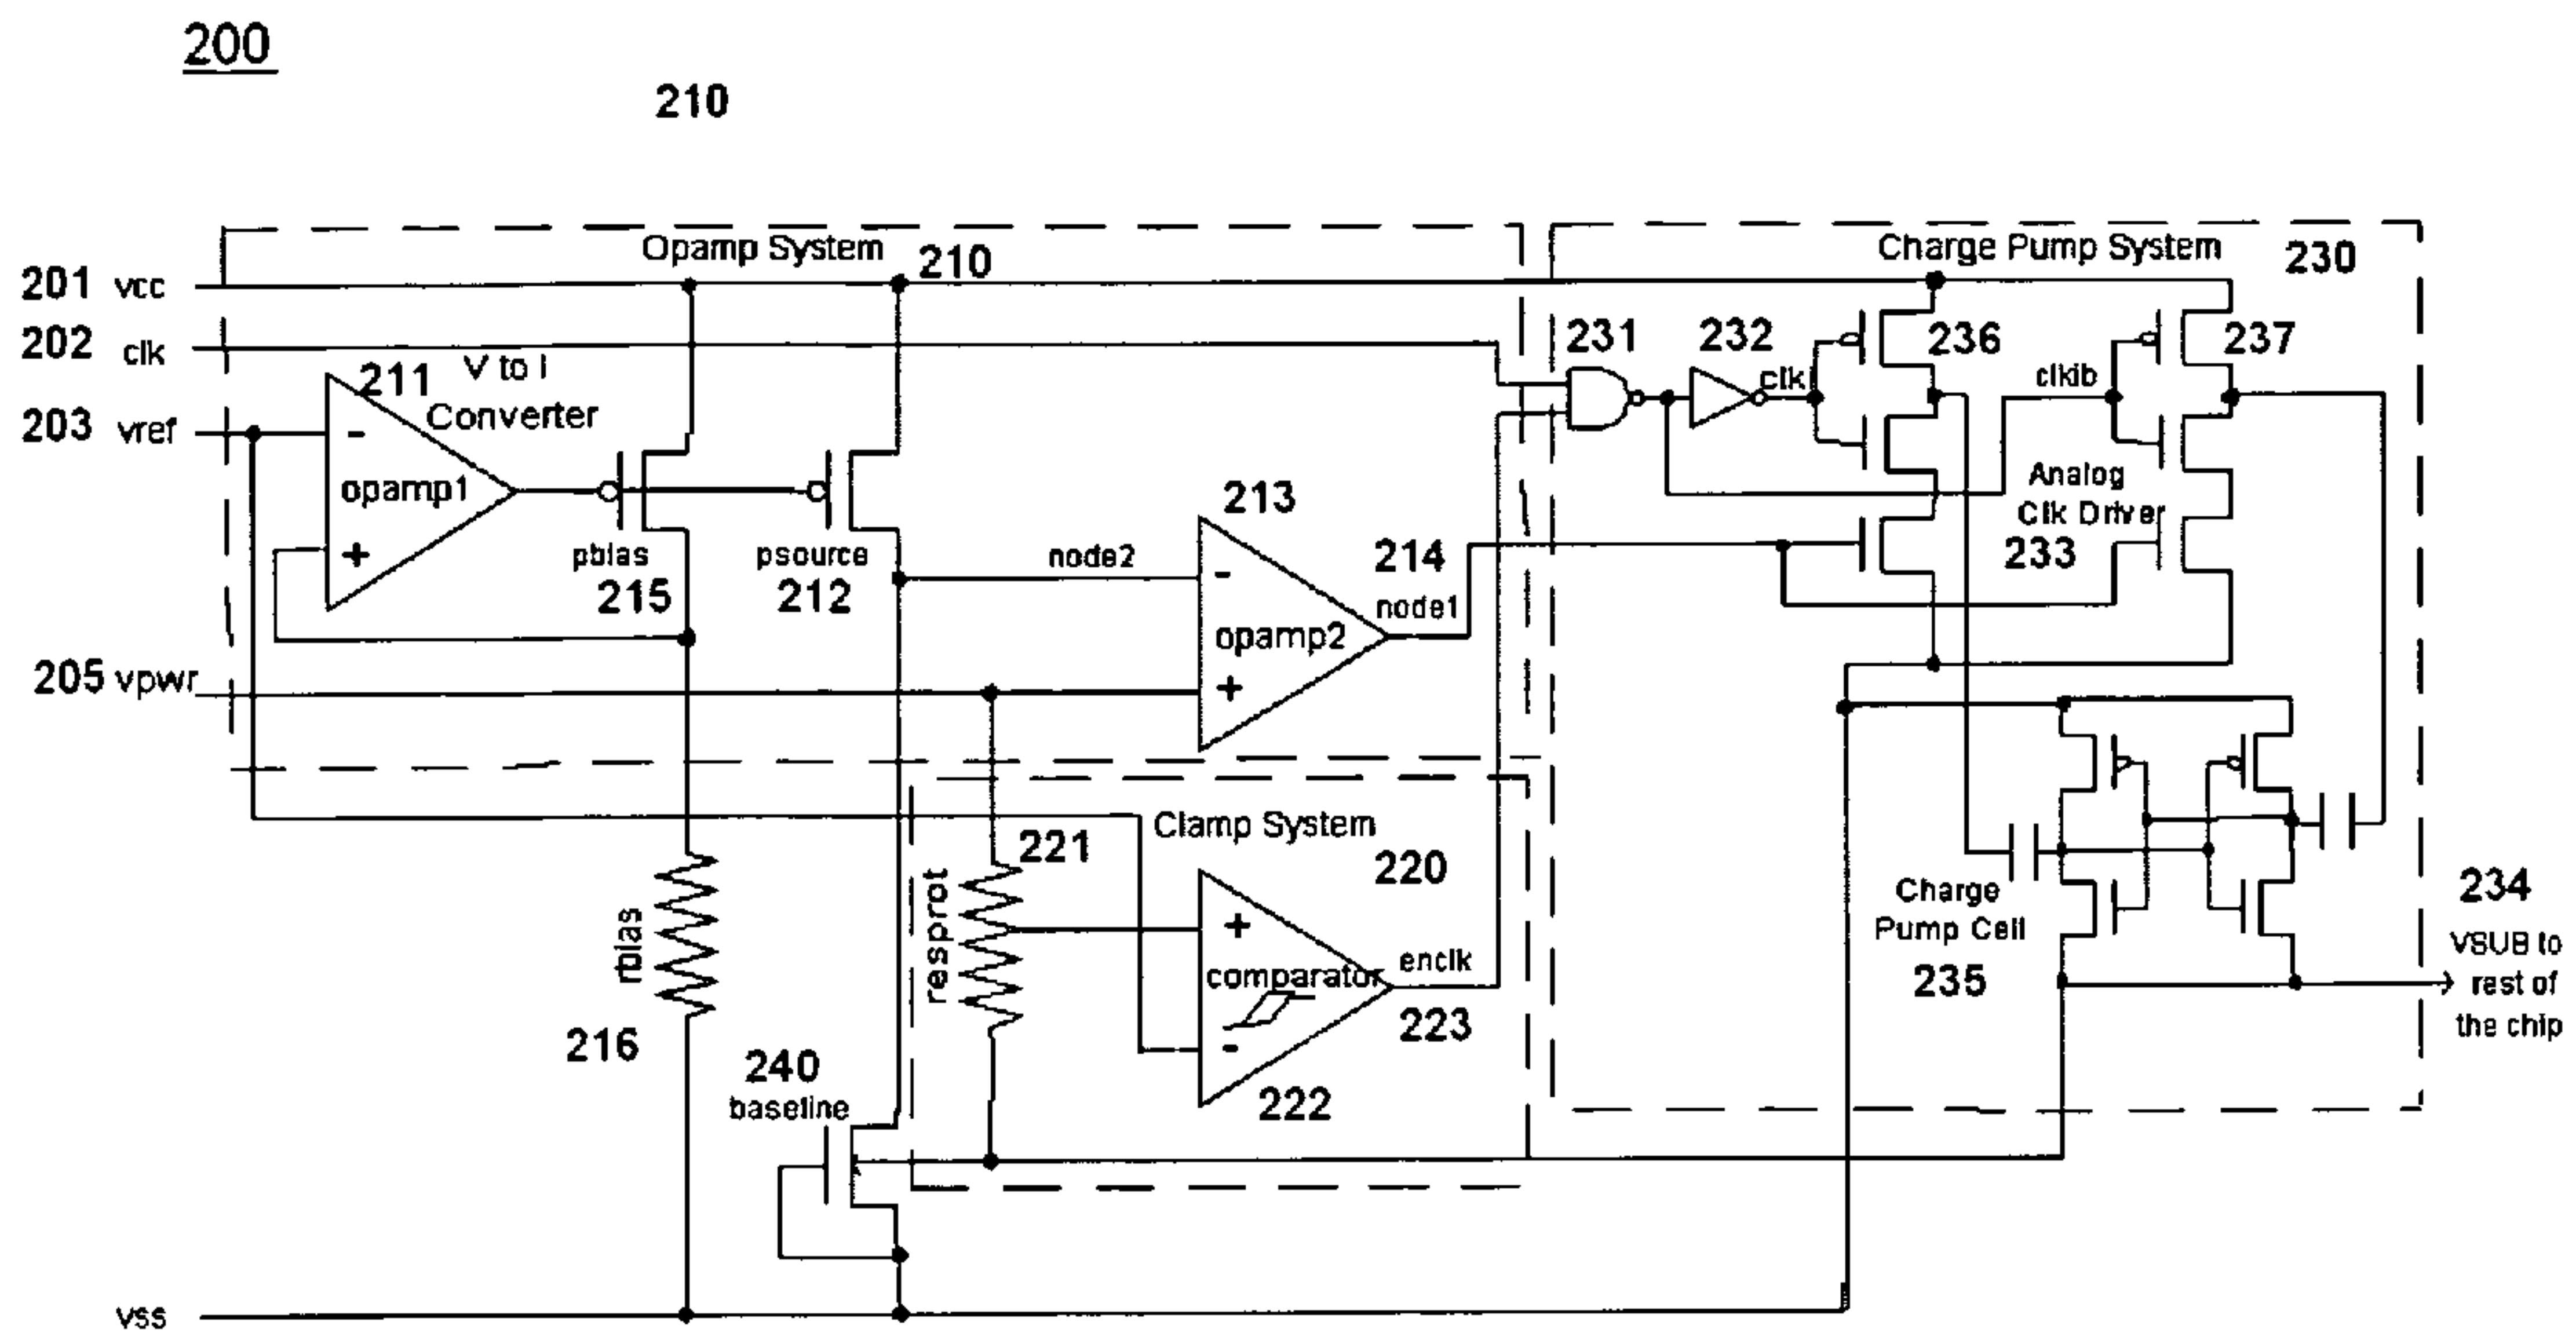 200
210
Opamp System
210
Charge Pump System
230
201 vcc
202 clk
203 vref
211
V to I
Converter
-
opamp1
+
pbias
215
psource
212
node2
213
-
opamp2
+
214
node1
205 vpwr
231
232
clki
236
clkib
237
Analog
Clk Driver
233
Clamp System
221
220
resprot
+
comparator
-
enclk
223
222
rbias
216
240
baseline
Charge
Pump Cell
235
234
VSUB to
rest of
the chip
vss